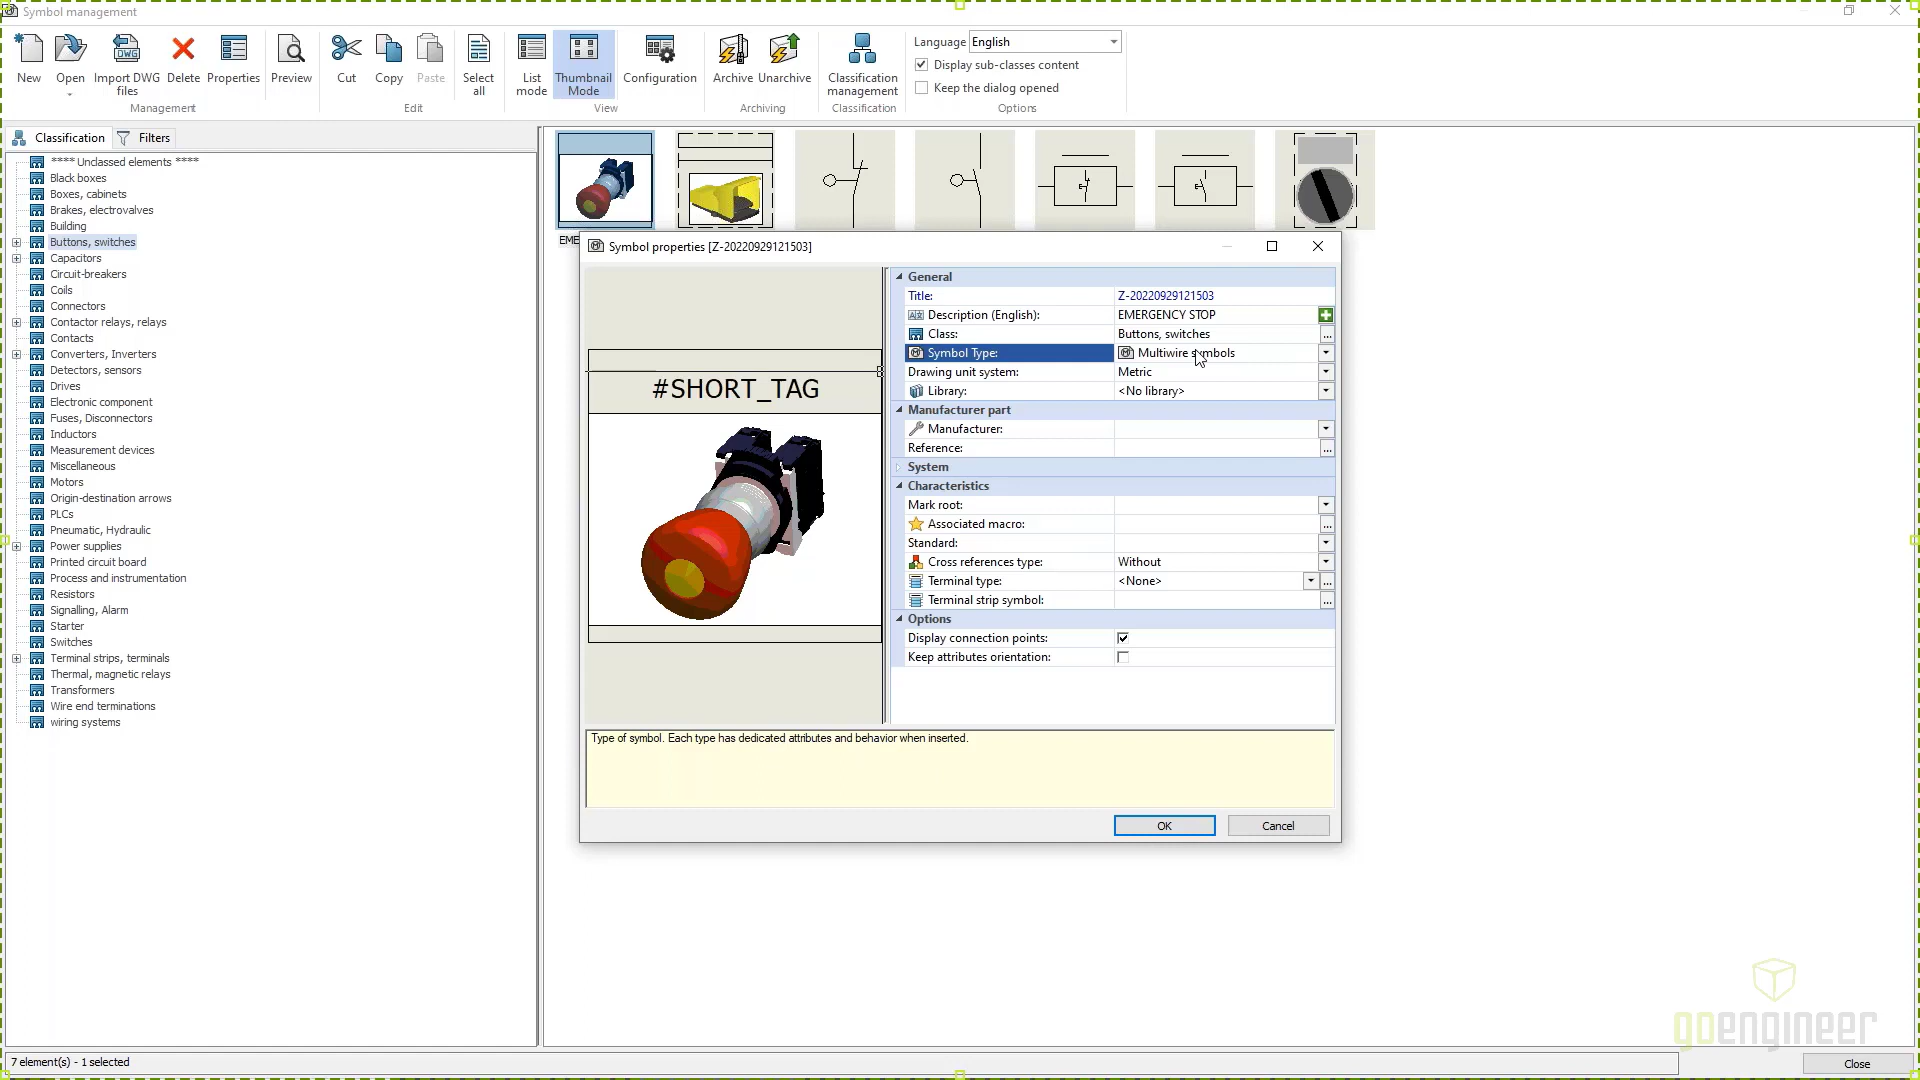 Symbol management
New
Open
Import DWG files
Delete
Properties
Preview
Management
Cut
Copy
Paste
Select all
Edit
List mode
Thumbnail Mode
Configuration
View
Archive
Unarchive
Archiving
Classification management
Classification
Language English
Display sub-classes content
Keep the dialog opened
Options
Classification
Filters
**** Unclassed elements ****
Black boxes
Boxes, cabinets
Brakes, electrovalves
Building
Buttons, switches
Capacitors
Circuit-breakers
Coils
Connectors
Contactor relays, relays
Contacts
Converters, Inverters
Detectors, sensors
Drives
Electronic component
Fuses, Disconnectors
Inductors
Measurement devices
Miscellaneous
Motors
Origin-destination arrows
PLCs
Pneumatic, Hydraulic
Power supplies
Printed circuit board
Process and instrumentation
Resistors
Signalling, Alarm
Starter
Switches
Terminal strips, terminals
Thermal, magnetic relays
Transformers
Wire end terminations
wiring systems
EME
Symbol properties [Z-20220929121503]
#SHORT_TAG
General
Title: Z-20220929121503
Description (English): EMERGENCY STOP
Class: Buttons, switches
Symbol Type: Multiwire symbols
Drawing unit system: Metric
Library: <No library>
Manufacturer part
Manufacturer:
Reference:
System
Characteristics
Mark root:
Associated macro:
Standard:
Cross references type: Without
Terminal type: <None>
Terminal strip symbol:
Options
Display connection points:
Keep attributes orientation:
Type of symbol. Each type has dedicated attributes and behavior when inserted.
OK
Cancel
goengineer
7 element(s) - 1 selected
Close